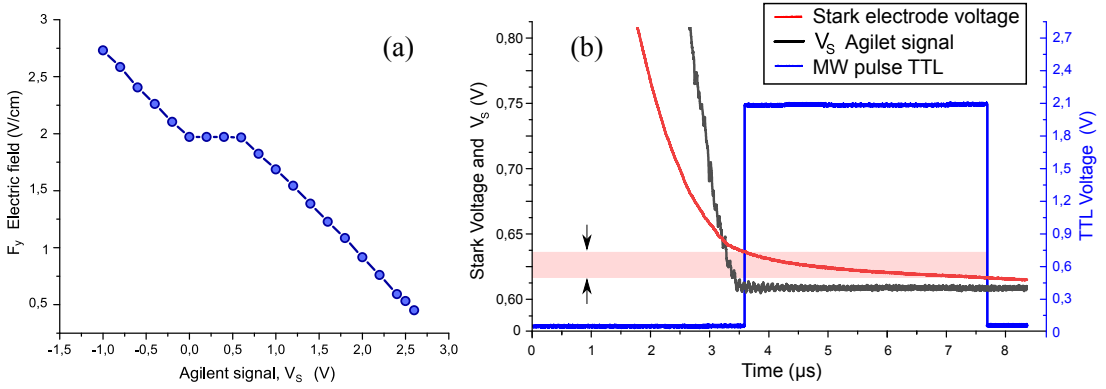 (a)
F_y Electric field (V/cm)
3
2,5
2
1,5
1
0,5
-1,5 -1,0 -0,5 0,0 0,5 1,0 1,5 2,0 2,5 3,0
Agilent signal, V_S (V)
(b)
Stark electrode voltage
V_S Agilet signal
MW pulse TTL
Stark Voltage and V_S (V)
0,80
0,75
0,70
0,65
0,60
0
0 1 2 3 4 5 6 7 8
Time (µs)
2,7
2,4
2,1
1,8
1,5
1,2
0,9
0,6
0,3
0
TTL Voltage (V)